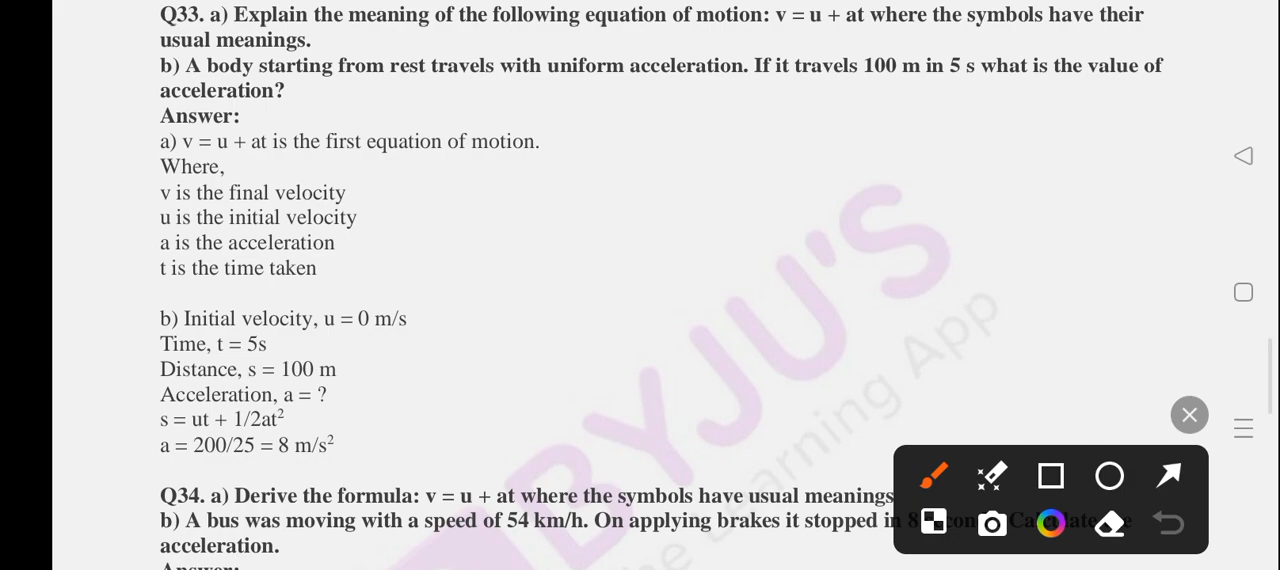 Q33. a) Explain the meaning of the following equation of motion: v = u + at where the symbols have their
usual meanings.
b) A body starting from rest travels with uniform acceleration. If it travels 100 m in 5 s what is the value of
acceleration?
Answer:
a) v = u + at is the first equation of motion.
Where,
v is the final velocity
u is the initial velocity
a is the acceleration
t is the time taken
b) Initial velocity, u = 0 m/s
Time, t = 5s
Distance, s = 100 m
Acceleration, a = ?
s = ut + 1/2at²
a = 200/25 = 8 m/s²
Q34. a) Derive the formula: v = u + at where the symbols have usual meanings
b) A bus was moving with a speed of 54 km/h. On applying brakes it stopped in 8
acceleration.
BYJU'S
Learning App